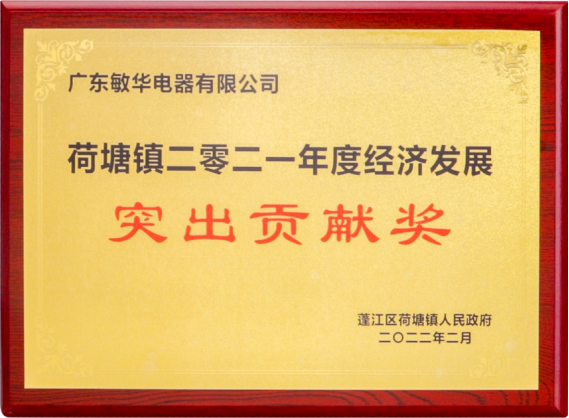 广东敏华电器有限公司
荷塘镇二零二一年度经济发展
突出贡献奖
蓬江区荷塘镇人民政府
二〇二二年二月